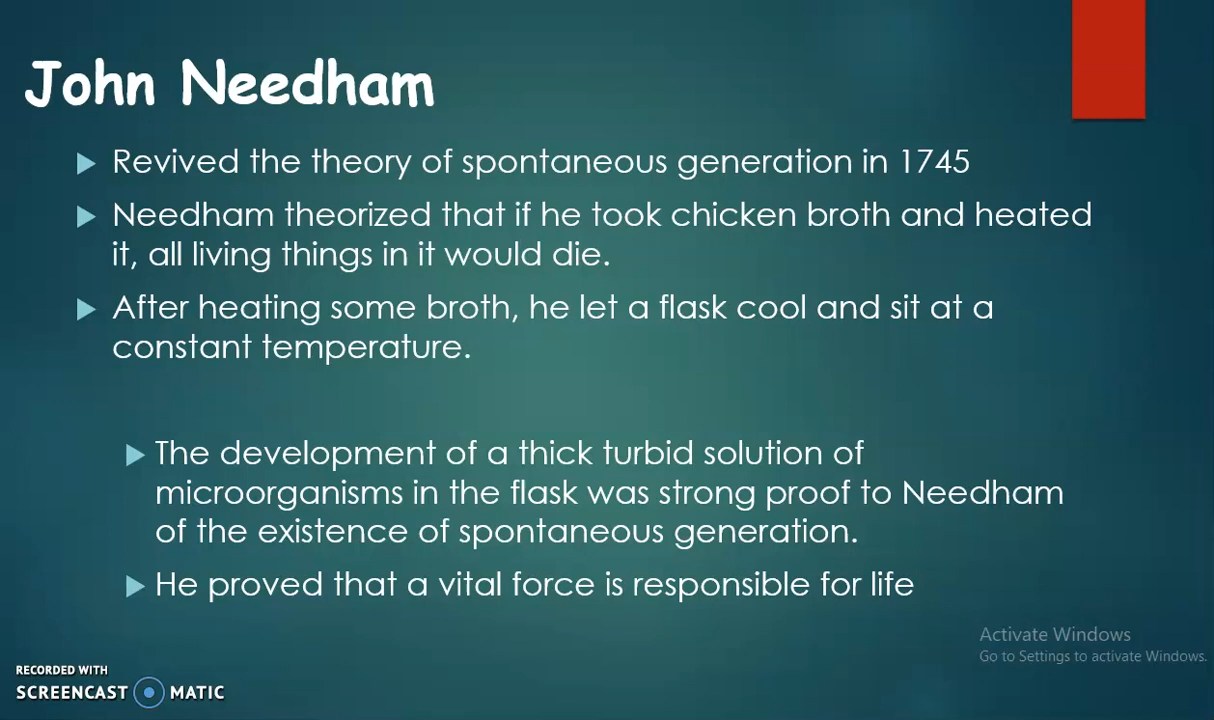 John Needham
Revived the theory of spontaneous generation in 1745
Needham theorized that if he took chicken broth and heated
it, all living things in it would die.
After heating some broth, he let a flask cool and sit at a
constant temperature.
The development of a thick turbid solution of
microorganisms in the flask was strong proof to Needham
of the existence of spontaneous generation.
He proved that a vital force is responsible for life
Activate Windows
Go to Settings to activate Windows.
RECORDED WITH
SCREENCAST MATIC